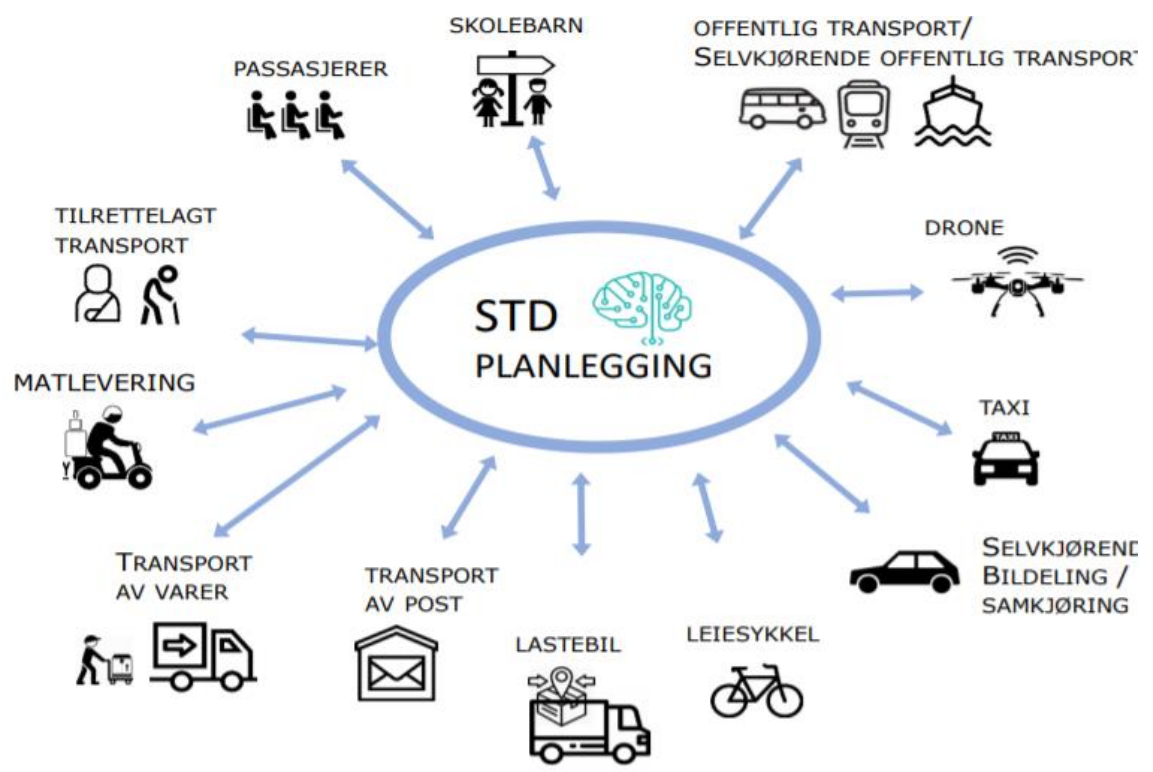 SKOLEBARN
OFFENTLIG TRANSPORT/
SELVKJØRENDE OFFENTLIG TRANSPOR
PASSASJERER
TILRETTELAGT
TRANSPORT
DRONE
STD
PLANLEGGING
MATLEVERING
TAXI
TAXI
TRANSPORT
AV VARER
TRANSPORT
AV POST
LASTEBIL
LEIESYKKEL
SELVKJØREND
BILDELING /
SAMKJØRING